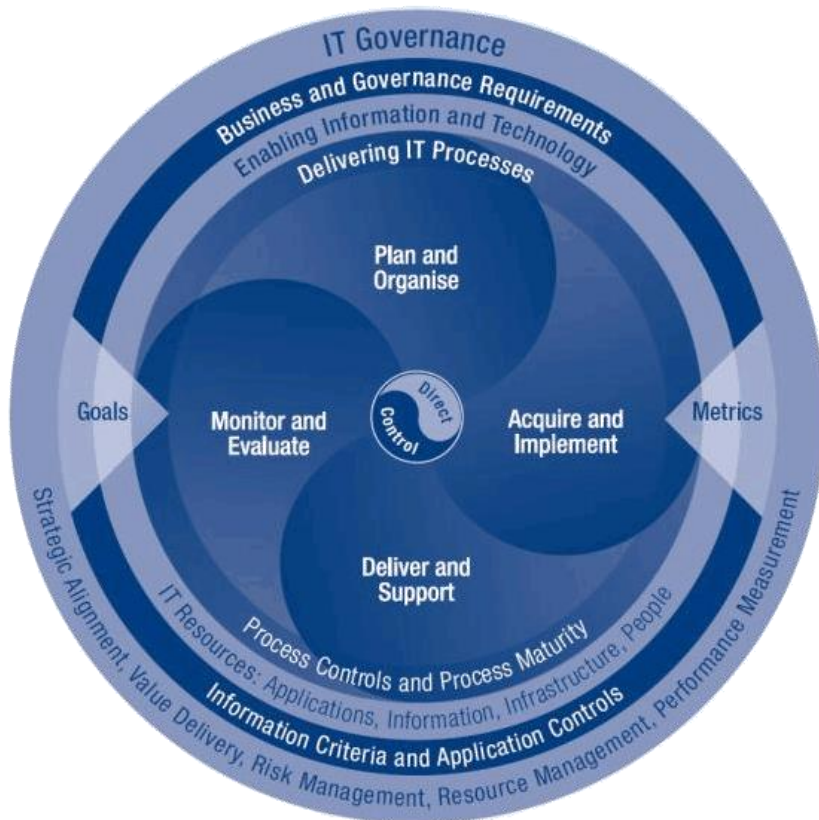 IT Governance
Business and Governance Requirements
Enabling Information and Technology
Delivering IT Processes
Plan and
Organise
Goals
Monitor and
Evaluate
Direct
Control
Acquire and
Implement
Metrics
Deliver and
Support
Process Controls and Process Maturity
IT Resources: Applications, Information, Infrastructure, People
Information Criteria and Application Controls
Strategic Alignment, Value Delivery, Risk Management, Resource Management, Performance Measurement